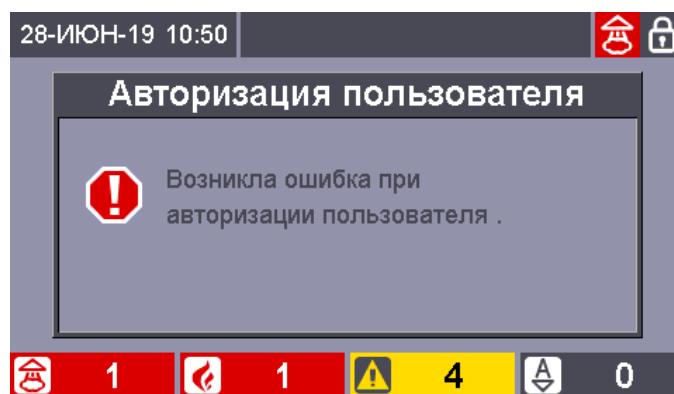 28-ИЮН-19 10:50
Авторизация пользователя
Возникла ошибка при
авторизации пользователя .
1 1 4 A 0